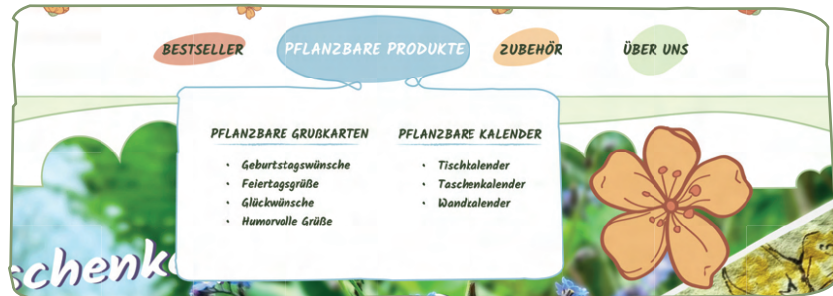 BESTSELLER PFLANZBARE PRODUKTE ZUBEHÖR ÜBER UNS
PFLANZBARE GRUßKARTEN
• Geburtstagswünsche
• Feiertagsgrüße
• Glückwünsche
• Humorvolle Grüße
PFLANZBARE KALENDER
• Tischkalender
• Taschenkalender
• Wandkalender
schenk